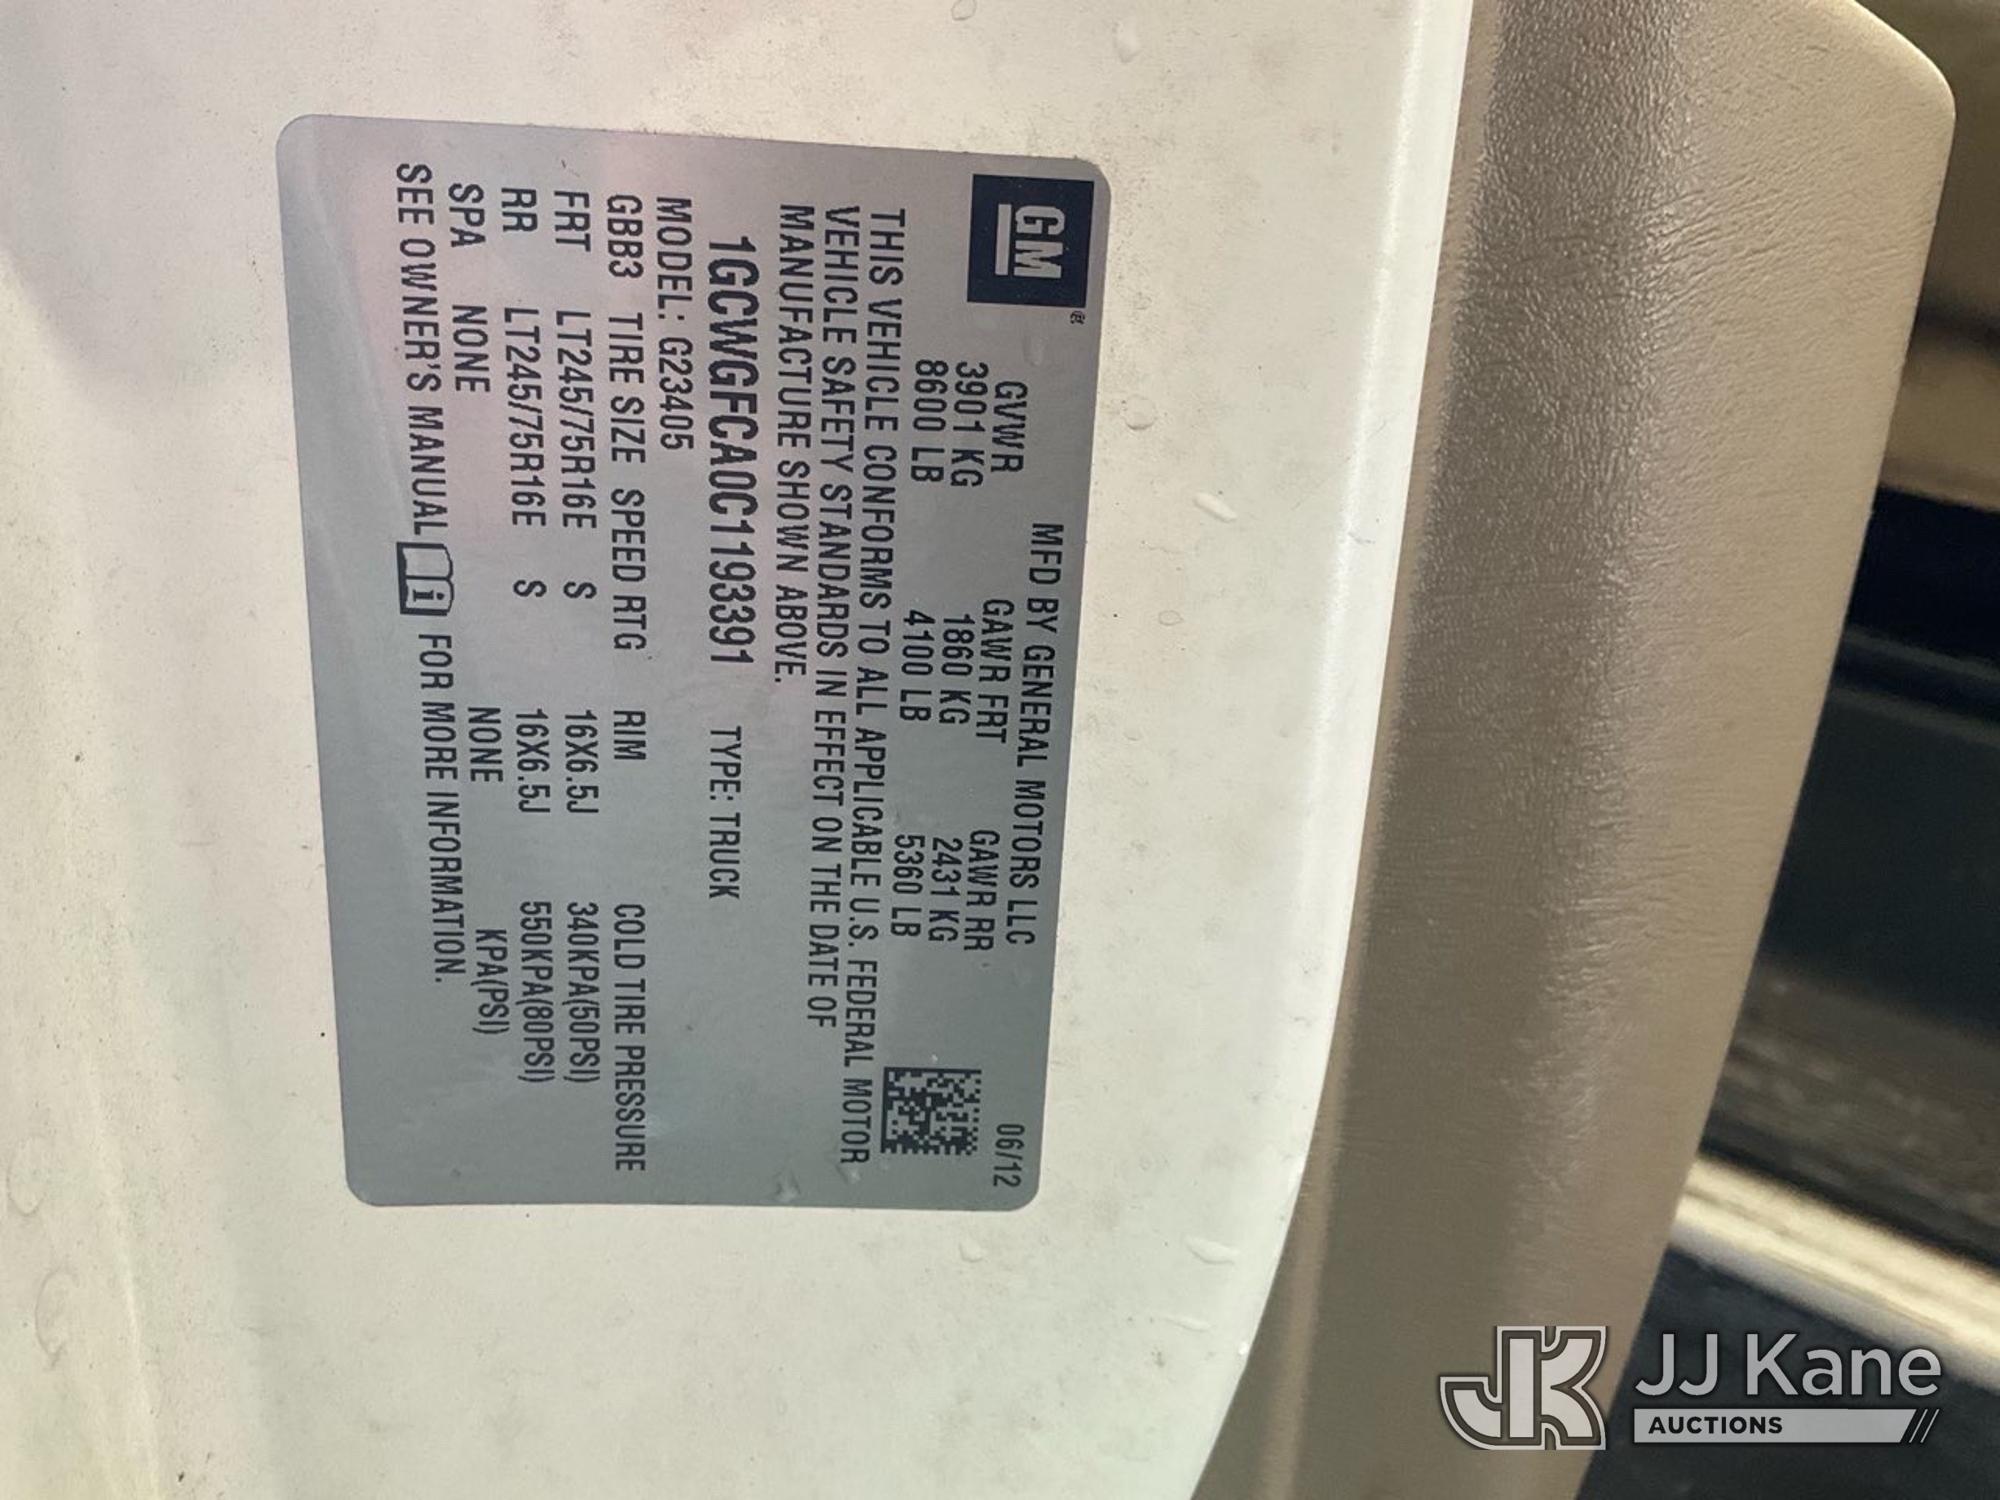 GM
MFD BY GENERAL MOTORS LLC 06/12
GVWR GAWR FRT GAWR RR
3901 KG 1860 KG 2431 KG
8600 LB 4100 LB 5360 LB
THIS VEHICLE CONFORMS TO ALL APPLICABLE U.S. FEDERAL MOTOR
VEHICLE SAFETY STANDARDS IN EFFECT ON THE DATE OF
MANUFACTURE SHOWN ABOVE.
1GCWGFCA0C1193391 TYPE: TRUCK
MODEL: G23405
GBB3 TIRE SIZE SPEED RTG RIM COLD TIRE PRESSURE
FRT LT245/75R16E S 16X6.5J 340KPA(50PSI)
RR LT245/75R16E S 16X6.5J 550KPA(80PSI)
SPA NONE NONE KPA(PSI)
SEE OWNER'S MANUAL i FOR MORE INFORMATION.
JK JJ Kane
AUCTIONS